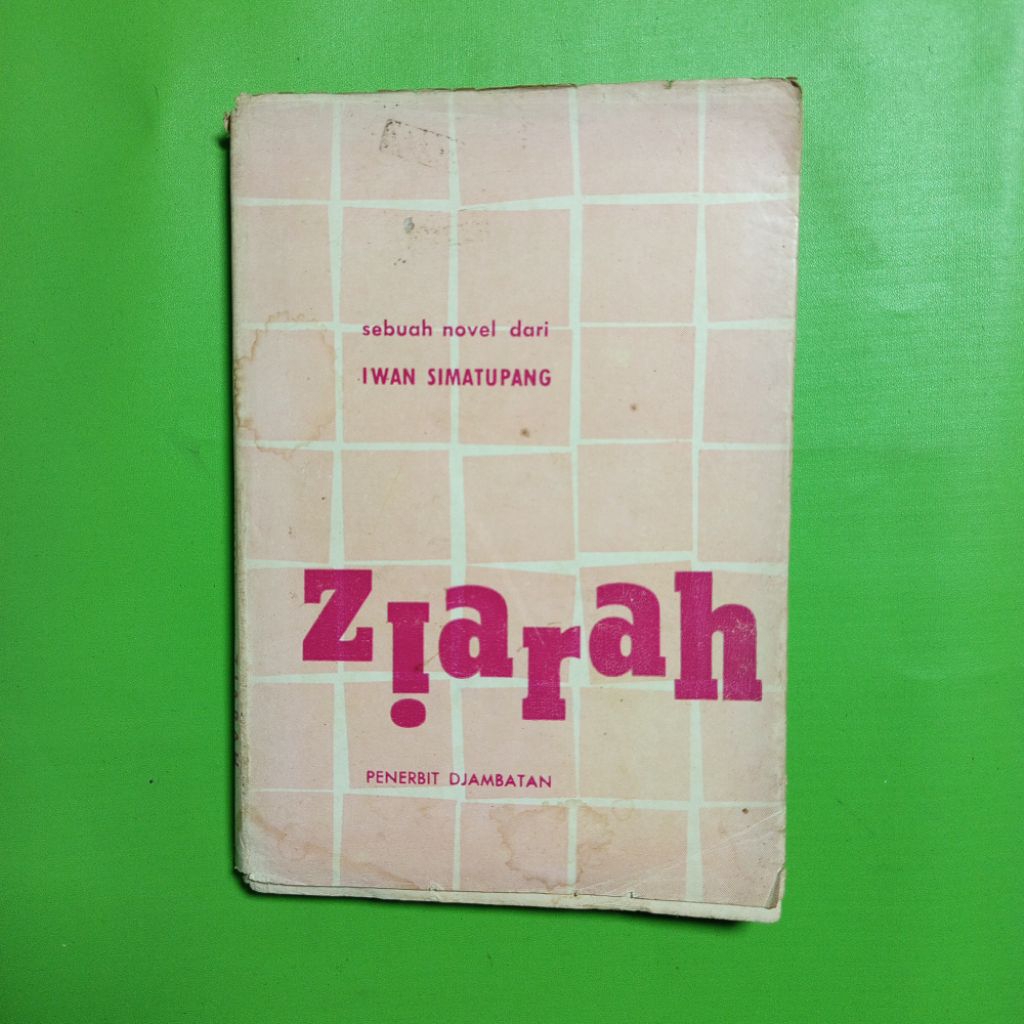 sebuah novel dari
IWAN SIMATUPANG
ziarah
PENERBIT DJAMBATAN